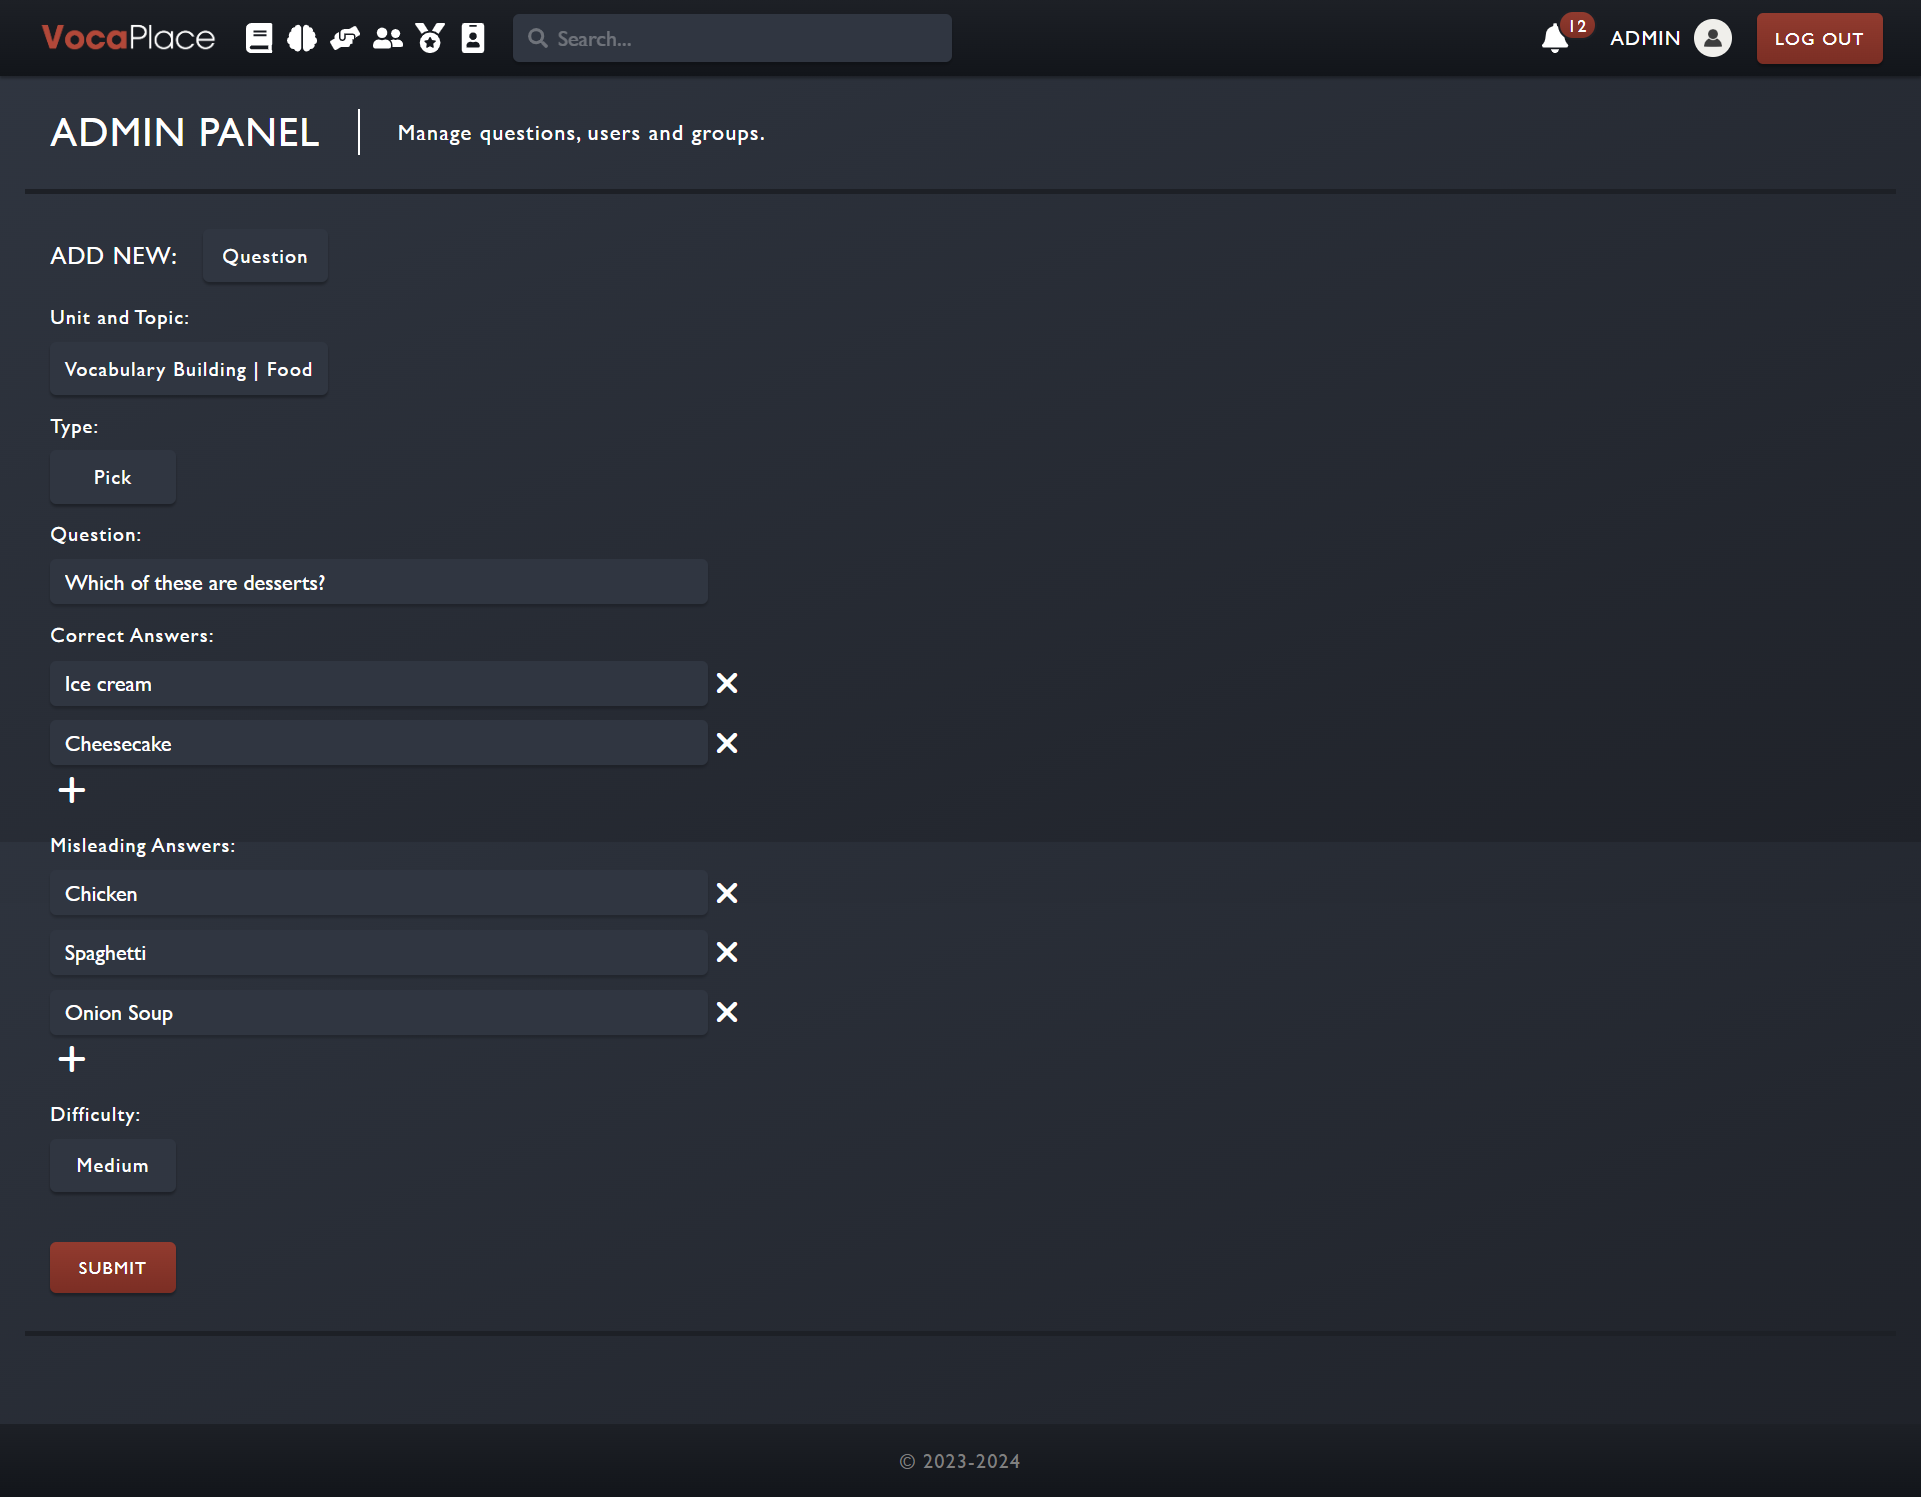 VocaPlace
Search...
12
ADMIN
LOG OUT
ADMIN PANEL
Manage questions, users and groups.
ADD NEW:
Question
Unit and Topic:
Vocabulary Building | Food
Type:
Pick
Question:
Which of these are desserts?
Correct Answers:
Ice cream
Cheesecake
Misleading Answers:
Chicken
Spaghetti
Onion Soup
Difficulty:
Medium
SUBMIT
© 2023-2024